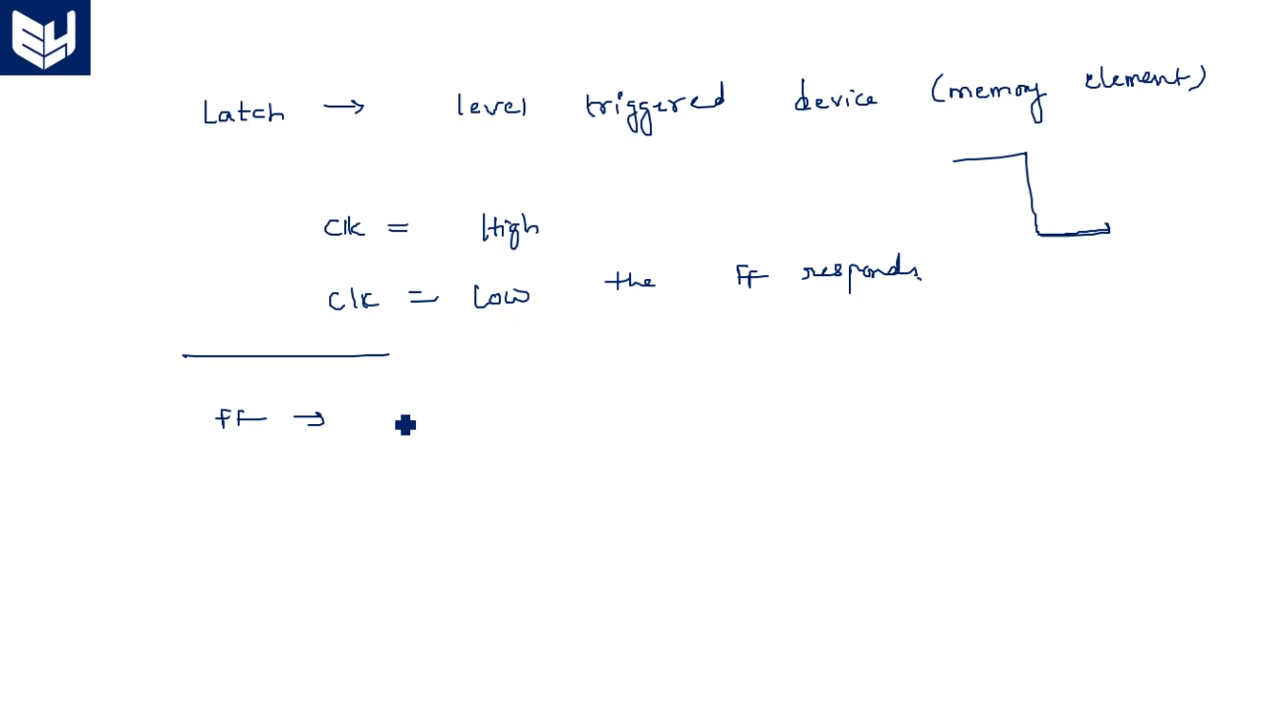 Latch → level triggered device (memory element)
Clk = High
Clk = Low the FF responds.
FF →